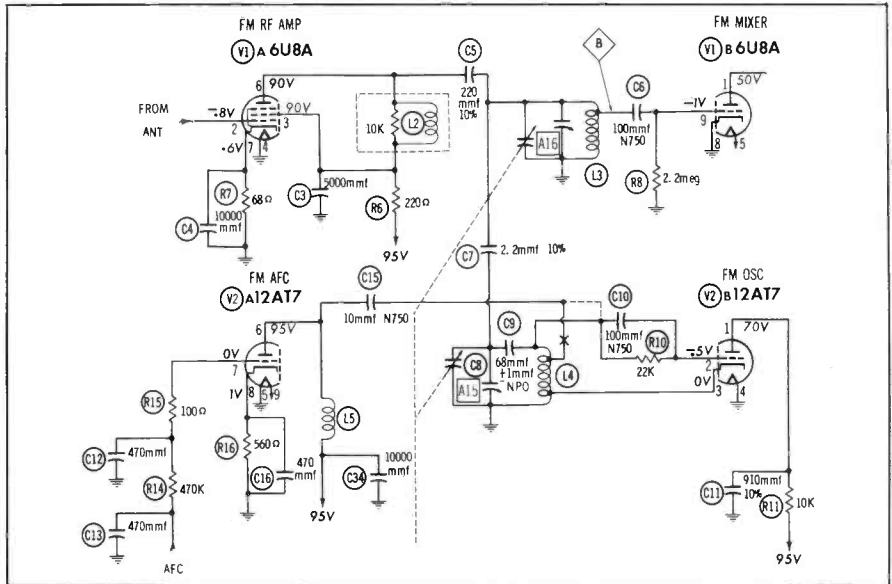 FM RF AMP
V1 A 6U8A
FM MIXER
V1 B 6U8A
C5
220
mmf
10%
B
C6
100mmf
N750
50V
1
6
90V
FROM
ANT
-.8V
2
90V
3
.6V
7
4
10K
L2
A16
L3
-1V
9
8
5
R8
2.2meg
R7
68Ω
C4
10000
mmf
C3
5000mmf
R6
220Ω
95V
C7
2.2mmf 10%
FM AFC
V2 A 12AT7
C15
10mmf N750
FM OSC
V2 B 12AT7
6
95V
0V
7
1V
8
5
9
C9
68mmf
±1mmf
NPO
C8
A15
L4
C10
100mmf
N750
R10
22K
1
70V
-.5V
2
0V
3
4
R15
100Ω
R16
560Ω
L5
C12
470mmf
R14
470K
C16
470
mmf
C34
10000
mmf
C13
470mmf
AFC
95V
C11
910mmf
10%
R11
10K
95V